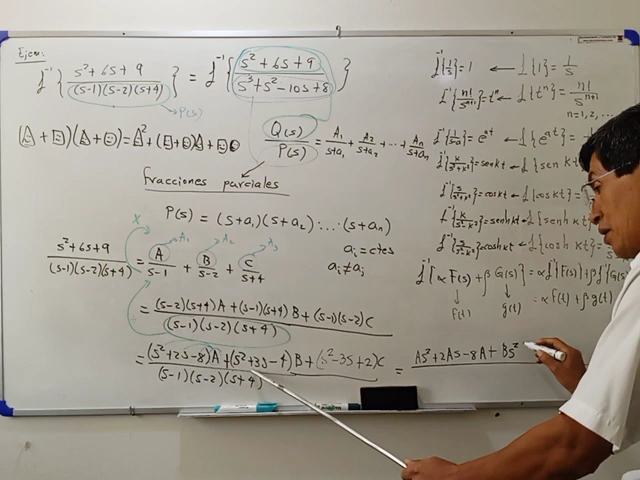 Ejem:
ℒ⁻¹{ (s²+6s+9) / ((s-1)(s-2)(s+4)) } = ℒ⁻¹{ (s²+6s+9) / (s³+s²-10s+8) }
P(s)
(△+□)(△+○)=△²+(□+○)△+□○
Q(s)/P(s) = A₁/(s+a₁) + A₂/(s+a₂) + ... + Aₙ/(s+aₙ)
fracciones parciales
P(s) = (s+a₁)(s+a₂)....(s+aₙ)
x A₁ A₂ A₃
(s²+6s+9) / ((s-1)(s-2)(s+4)) = A/(s-1) + B/(s-2) + C/(s+4)
aᵢ = ctes
aᵢ ≠ aⱼ
= ((s-2)(s+4)A + (s-1)(s+4)B + (s-1)(s-2)C) / ((s-1)(s-2)(s+4))
= ((s²+2s-8)A + (s²+3s-4)B + (s²-3s+2)C) / ((s-1)(s-2)(s+4)) = As²+2As-8A+Bs²
ℒ⁻¹{1/s} = 1 ← ℒ{1} = 1/s
ℒ⁻¹{n!/sⁿ⁺¹} = tⁿ ← ℒ{tⁿ} = n!/sⁿ⁺¹
n=1,2,...
ℒ⁻¹{1/(s-a)} = eᵃᵗ ← ℒ{eᵃᵗ} =
ℒ⁻¹{k/(s²+k²)} = sen kt ← ℒ{sen kt
ℒ⁻¹{s/(s²+k²)} = cos kt ← ℒ{cos kt} =
ℒ⁻¹{k/(s²-k²)} = senh kt ← ℒ{senh k
ℒ⁻¹{s/(s²-k²)} = cosh kt ← ℒ{cosh kt} =
ℒ⁻¹{αF(s)+βG(s)} = αℒ⁻¹{F(s)}+βℒ⁻¹{G(s)
f(t) g(t) = αf(t)+βg(t)